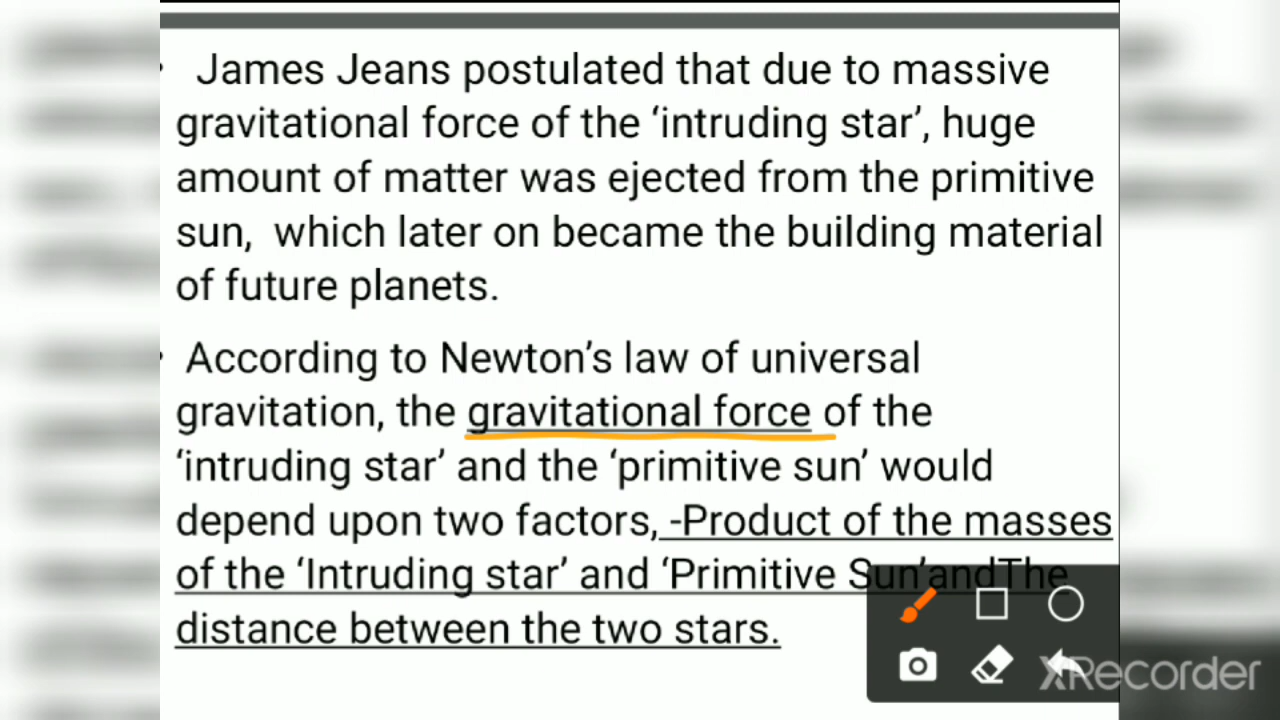 James Jeans postulated that due to massive
gravitational force of the ‘intruding star’, huge
amount of matter was ejected from the primitive
sun,  which later on became the building material
of future planets.
According to Newton’s law of universal
gravitation, the gravitational force of the
‘intruding star’ and the ‘primitive sun’ would
depend upon two factors, -Product of the masses
of the ‘Intruding star’ and ‘Primitive Sun’andThe
distance between the two stars.
XRecorder